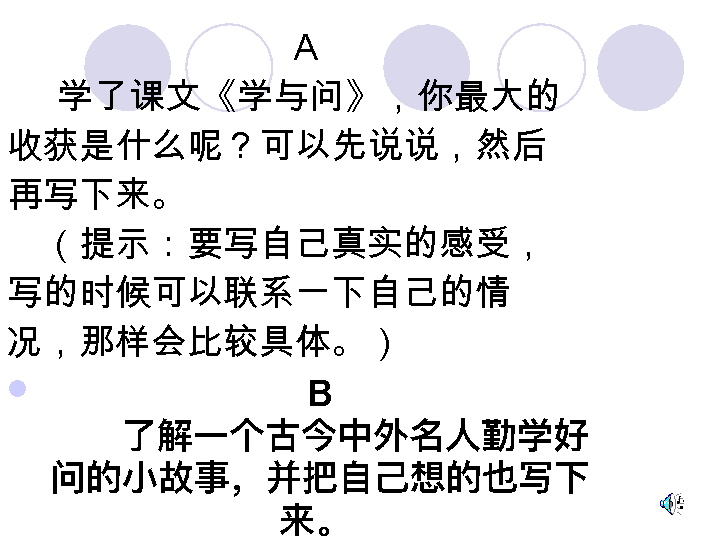 A
学了课文《学与问》，你最大的
收获是什么呢？可以先说说，然后
再写下来。
（提示：要写自己真实的感受，
写的时候可以联系一下自己的情
况，那样会比较具体。）
B
了解一个古今中外名人勤学好
问的小故事，并把自己想的也写下
来。